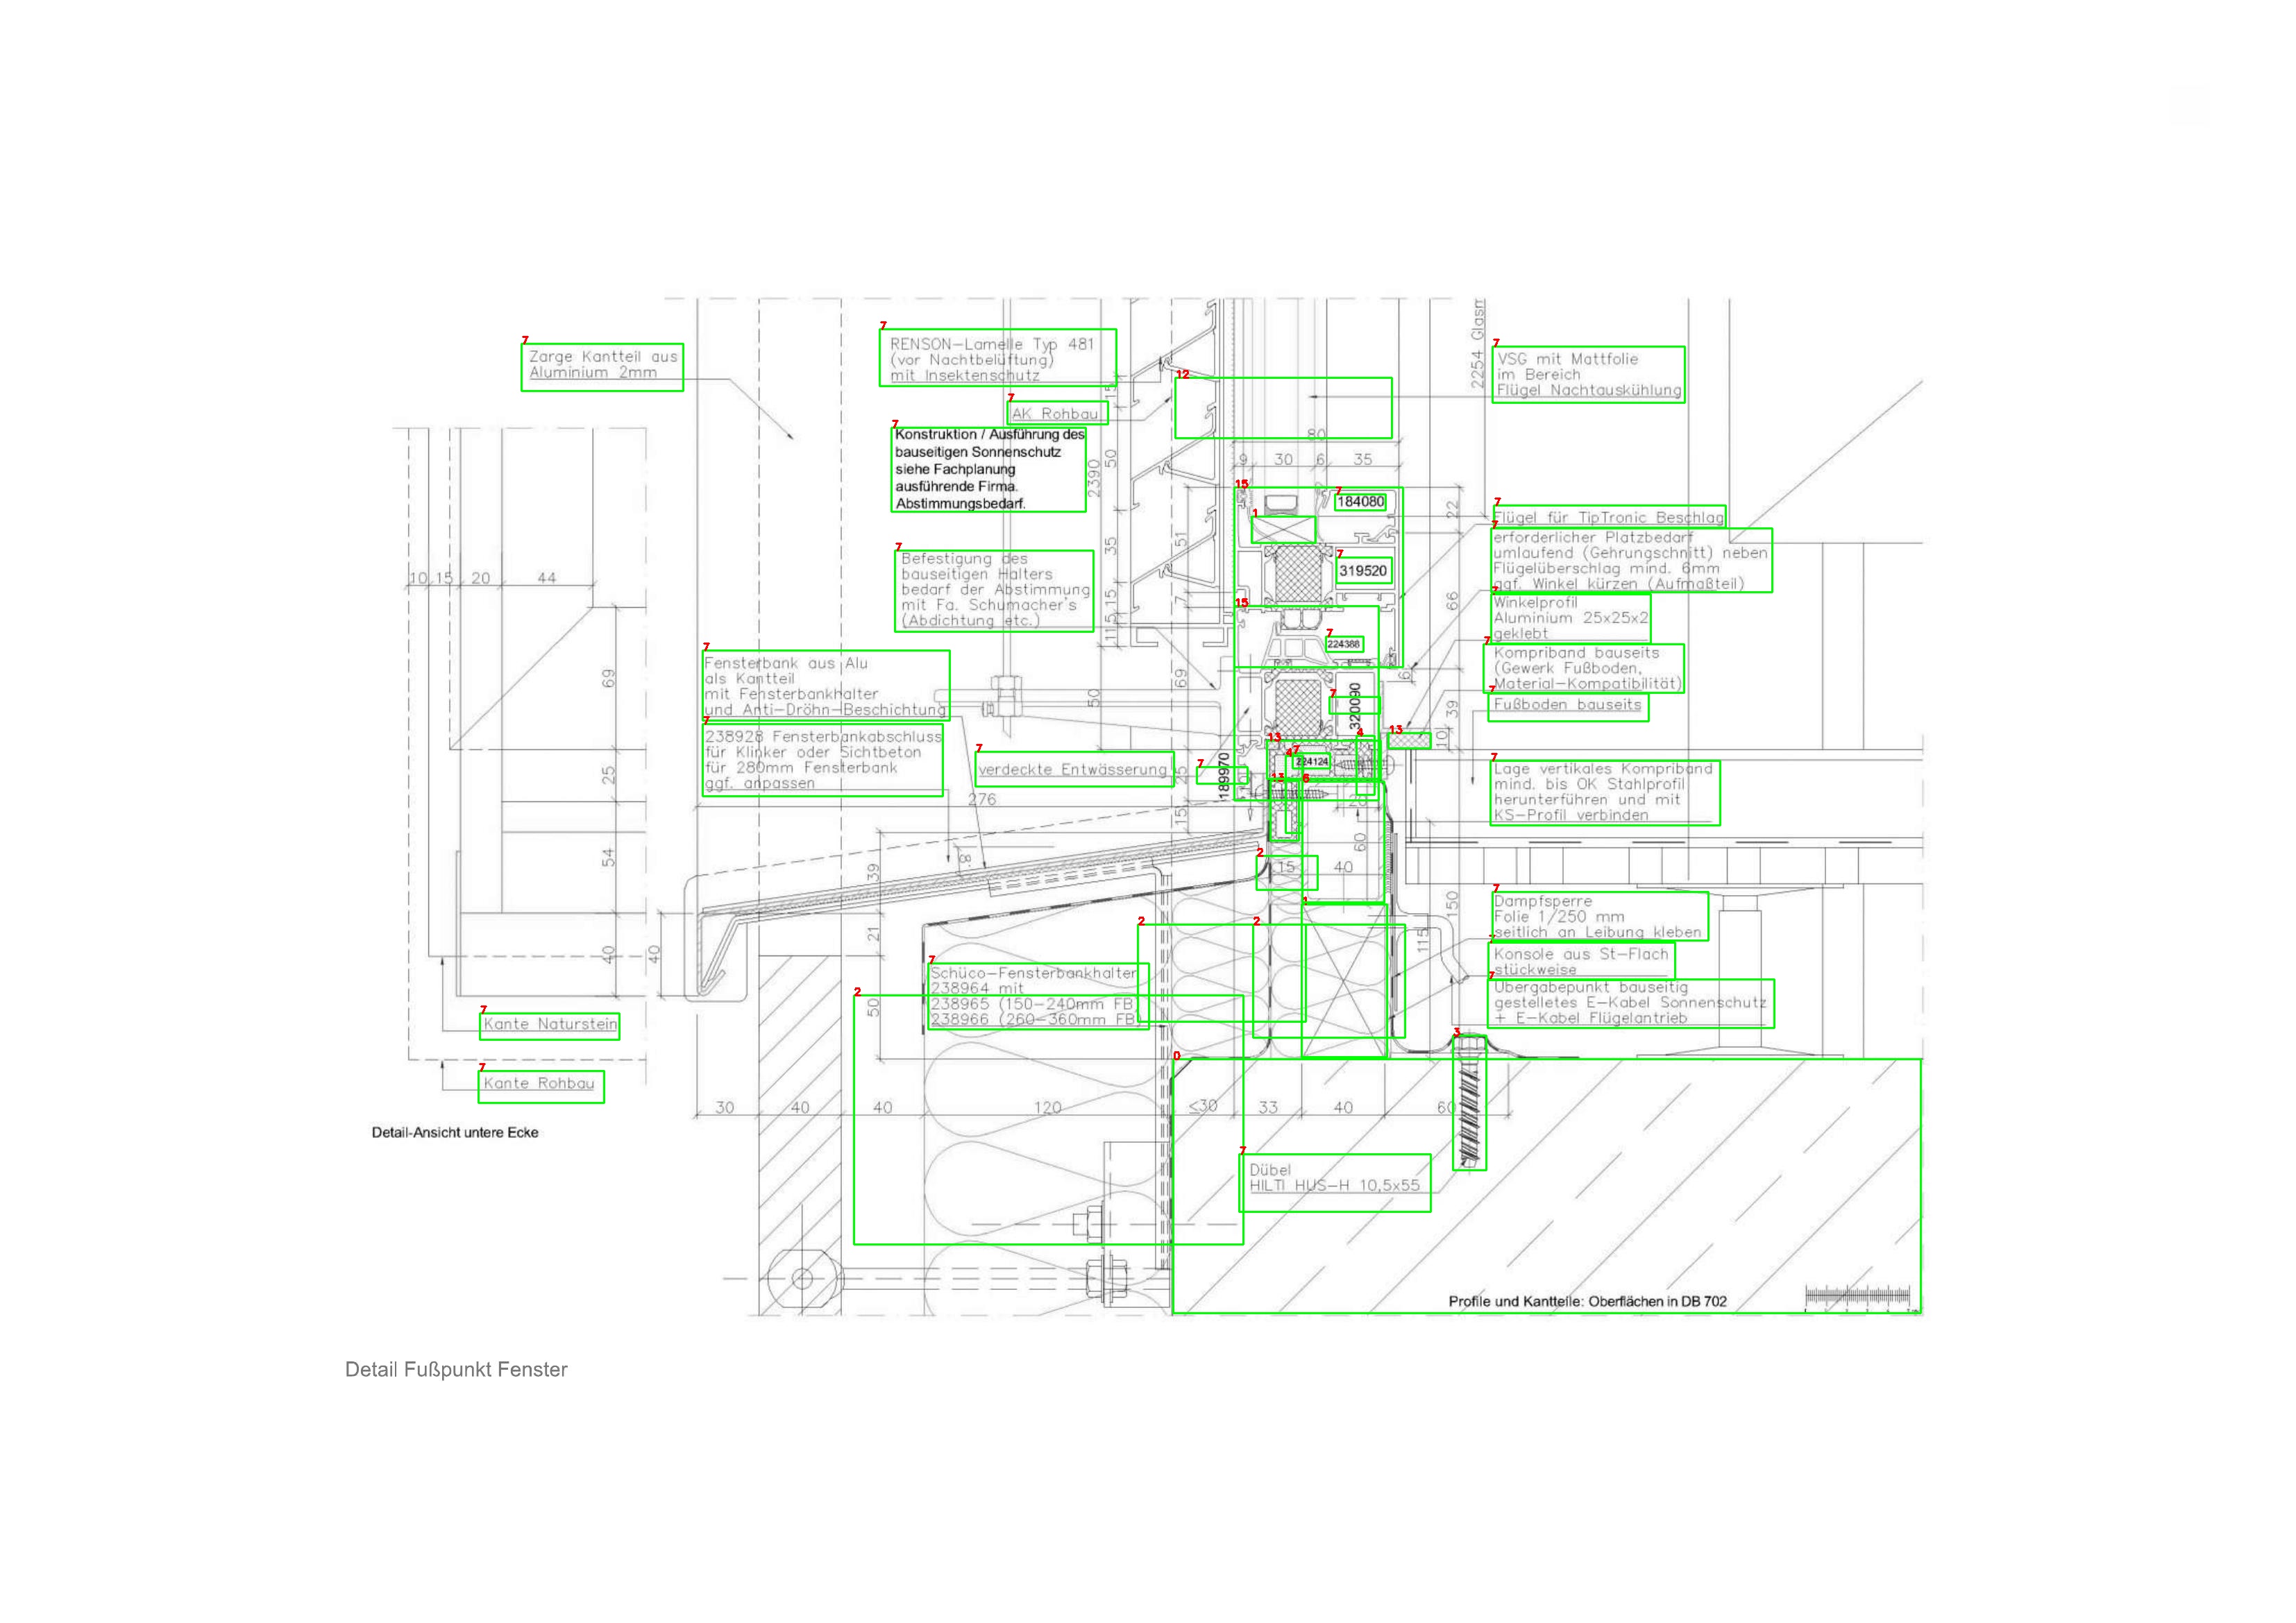 Zarge Kantteil aus
Aluminium 2mm
RENSON-Lamelle Typ 481
(vor Nachtbelüftung)
mit Insektenschutz
AK Rohbau
Konstruktion / Ausführung des
bauseitigen Sonnenschutz
siehe Fachplanung
ausführende Firma.
Abstimmungsbedarf.
Befestigung des
bauseitigen Halters
bedarf der Abstimmung
mit Fa. Schumacher's
(Abdichtung etc.)
Fensterbank aus Alu
als Kantteil
mit Fensterbankhalter
und Anti-Dröhn-Beschichtung
238928 Fensterbankabschluss
für Klinker oder Sichtbeton
für 280mm Fensterbank
ggf. anpassen
verdeckte Entwässerung
Schüco-Fensterbankhalter
238964 mit
238965 (150-240mm FB)
238966 (260-360mm FB)
Kante Naturstein
Kante Rohbau
Detail-Ansicht untere Ecke
2254 Glasm
VSG mit Mattfolie
im Bereich
Flügel Nachtauskühlung
Flügel für TipTronic Beschlag
erforderlicher Platzbedarf
umlaufend (Gehrungschnitt) neben
Flügelüberschlag mind. 6mm
ggf. Winkel kürzen (Aufmaßteil)
Winkelprofil
Aluminium 25x25x2
geklebt
Kompriband bauseits
(Gewerk Fußboden,
Material-Kompatibilität)
Fußboden bauseits
Lage vertikales Kompriband
mind. bis OK Stahlprofil
herunterführen und mit
KS-Profil verbinden
Dampfsperre
Folie 1/250 mm
seitlich an Leibung kleben
Konsole aus St-Flach
stückweise
Übergabepunkt bauseitig
gestelletes E-Kabel Sonnenschutz
+ E-Kabel Flügelantrieb
Dübel
HILTI HUS-H 10,5x55
184080
319520
224388
320090
224124
189970
80
9 30 6 35
10 15 20 44
69
25
54
40
40
276
39
21
50
8
15
50
2390
35
15
5
11
50
51
7
69
25
15
22
66
6
39
10
20
60
15 40
150
115
30 40 40 120 ≤30 33 40 60
Profile und Kantteile: Oberflächen in DB 702
Detail Fußpunkt Fenster